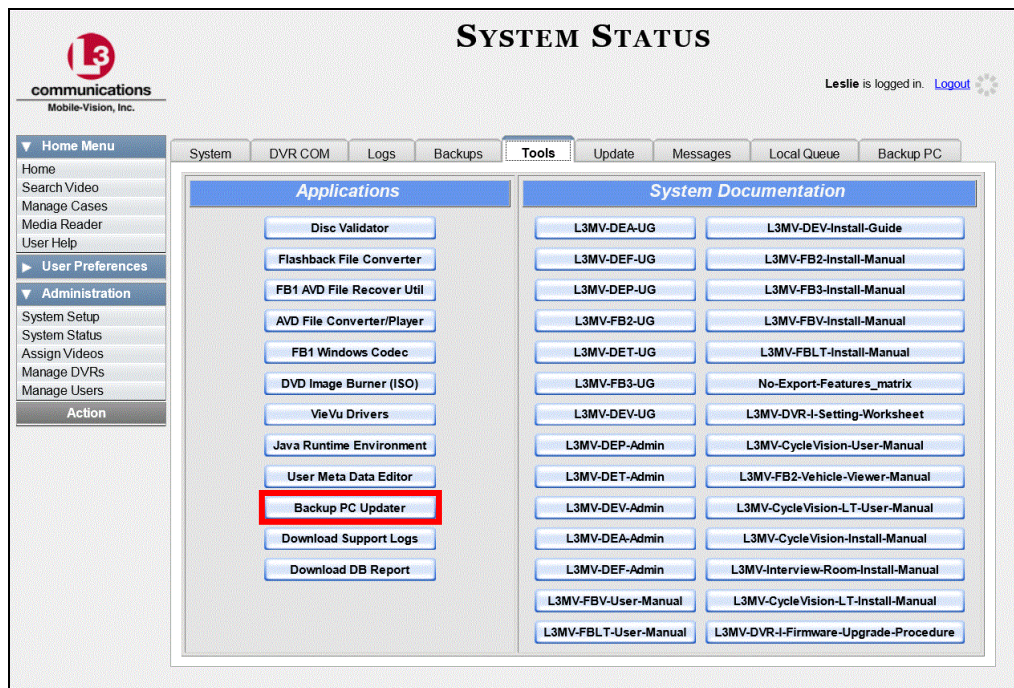 SYSTEM STATUS
L3
communications
Mobile-Vision, Inc.
Leslie is logged in. Logout
Home Menu
Home
Search Video
Manage Cases
Media Reader
User Help
User Preferences
Administration
System Setup
System Status
Assign Videos
Manage DVRs
Manage Users
Action
System DVR COM Logs Backups Tools Update Messages Local Queue Backup PC
Applications
Disc Validator
Flashback File Converter
FB1 AVD File Recover Util
AVD File Converter/Player
FB1 Windows Codec
DVD Image Burner (ISO)
VieVu Drivers
Java Runtime Environment
User Meta Data Editor
Backup PC Updater
Download Support Logs
Download DB Report
System Documentation
L3MV-DEA-UG L3MV-DEV-Install-Guide
L3MV-DEF-UG L3MV-FB2-Install-Manual
L3MV-DEP-UG L3MV-FB3-Install-Manual
L3MV-FB2-UG L3MV-FBV-Install-Manual
L3MV-DET-UG L3MV-FBLT-Install-Manual
L3MV-FB3-UG No-Export-Features_matrix
L3MV-DEV-UG L3MV-DVR-I-Setting-Worksheet
L3MV-DEP-Admin L3MV-CycleVision-User-Manual
L3MV-DET-Admin L3MV-FB2-Vehicle-Viewer-Manual
L3MV-DEV-Admin L3MV-CycleVision-LT-User-Manual
L3MV-DEA-Admin L3MV-CycleVision-Install-Manual
L3MV-DEF-Admin L3MV-Interview-Room-Install-Manual
L3MV-FBV-User-Manual L3MV-CycleVision-LT-Install-Manual
L3MV-FBLT-User-Manual L3MV-DVR-I-Firmware-Upgrade-Procedure